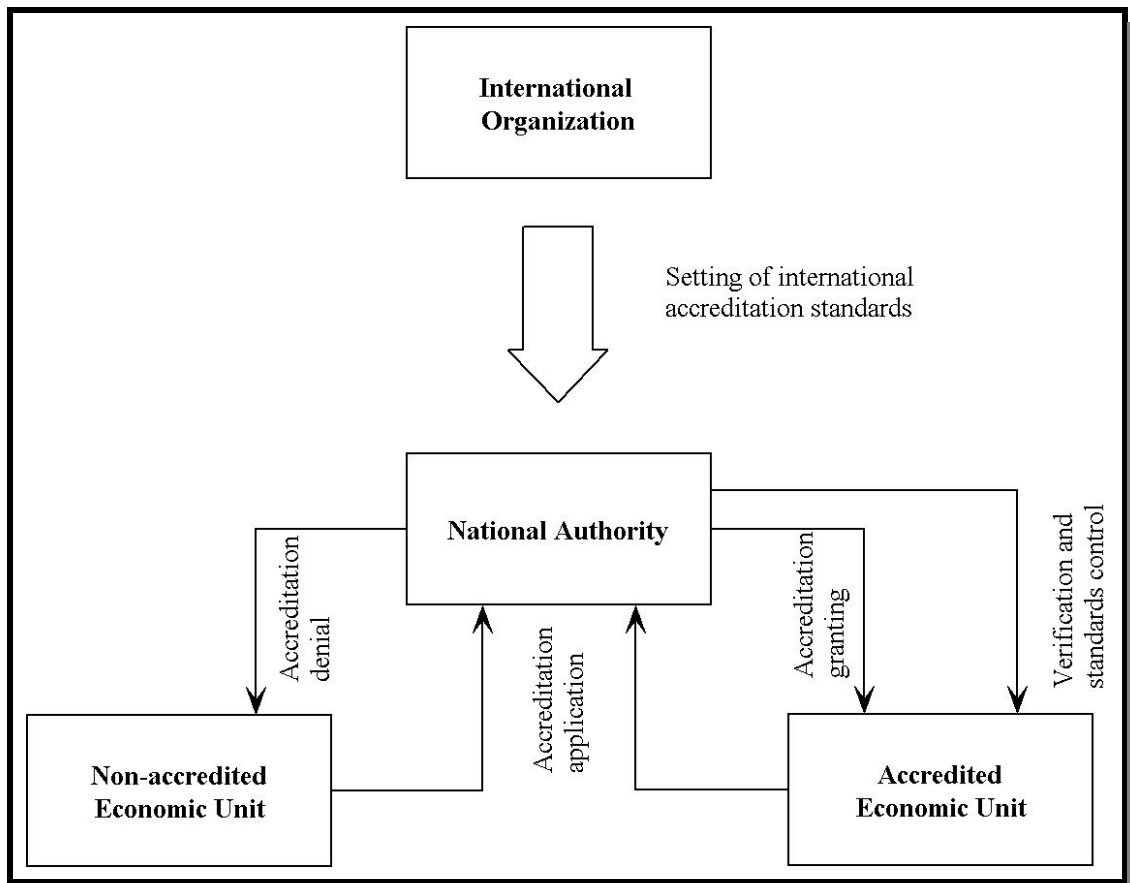 International
Organization
Setting of international
accreditation standards
National Authority
Accreditation
denial
Accreditation
application
Accreditation
granting
Verification and
standards control
Non-accredited
Economic Unit
Accredited
Economic Unit